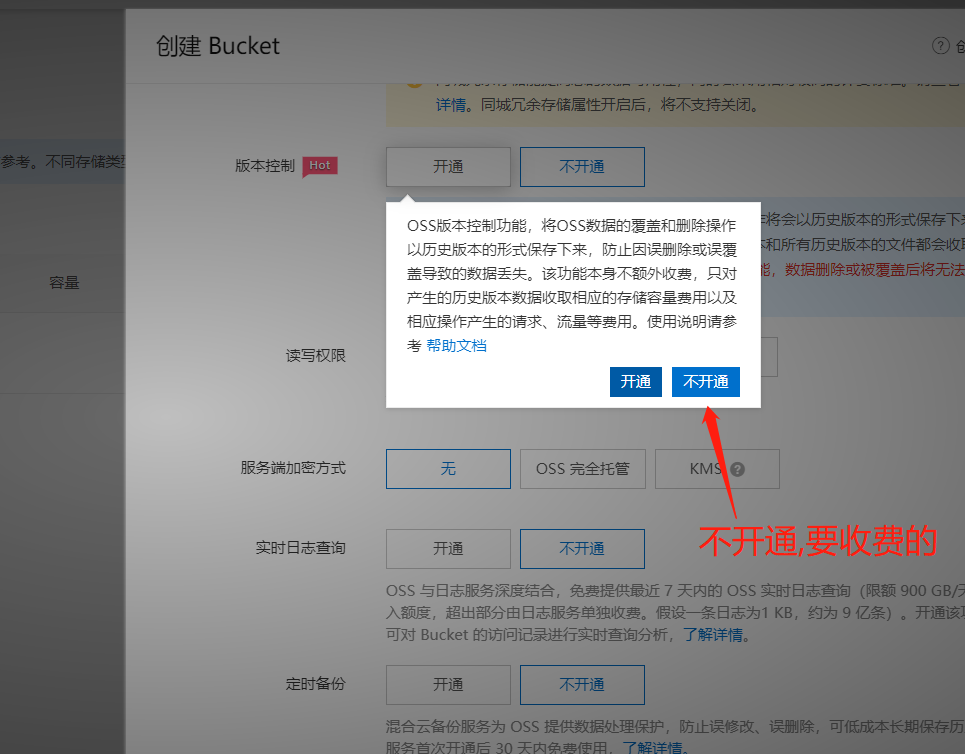 创建 Bucket
详情。同城冗余存储属性开启后，将不支持关闭。
参考。不同存储类型
版本控制 Hot 开通 不开通
将会以历史版本的形式保存下来
OSS版本控制功能，将OSS数据的覆盖和删除操作
以历史版本的形式保存下来，防止因误删除或误覆
盖导致的数据丢失。该功能本身不额外收费，只对
产生的历史版本数据收取相应的存储容量费用以及
相应操作产生的请求、流量等费用。使用说明请参
考 帮助文档
和所有历史版本的文件都会收取
能，数据删除或被覆盖后将无法
开通 不开通
容量
读写权限
服务端加密方式 无 OSS 完全托管 KMS ?
不开通,要收费的
实时日志查询 开通 不开通
OSS 与日志服务深度结合，免费提供最近 7 天内的 OSS 实时日志查询（限额 900 GB/天
入额度，超出部分由日志服务单独收费。假设一条日志为1 KB，约为 9 亿条）。开通该
可对 Bucket 的访问记录进行实时查询分析，了解详情。
定时备份 开通 不开通
混合云备份服务为 OSS 提供数据处理保护，防止误修改、误删除，可低成本长期保存历
服务首次开通后 30 天内免费使用，了解详情。